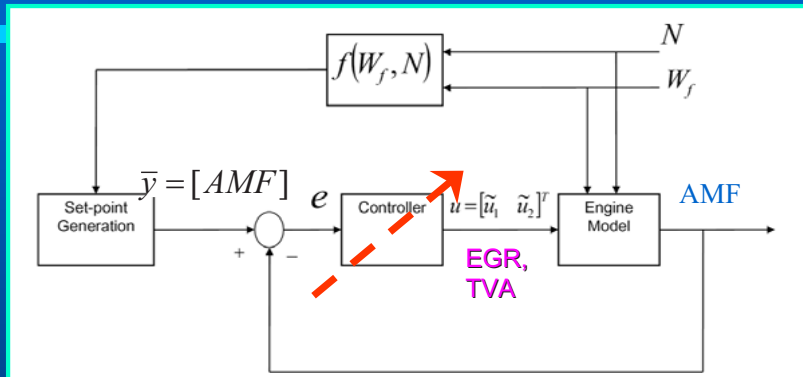 N
f(W_f, N)
W_f
ȳ = [AMF]
Set-point
Generation
+
−
e
Controller
u=[ũ₁ ũ₂]ᵀ
EGR,
TVA
Engine
Model
AMF